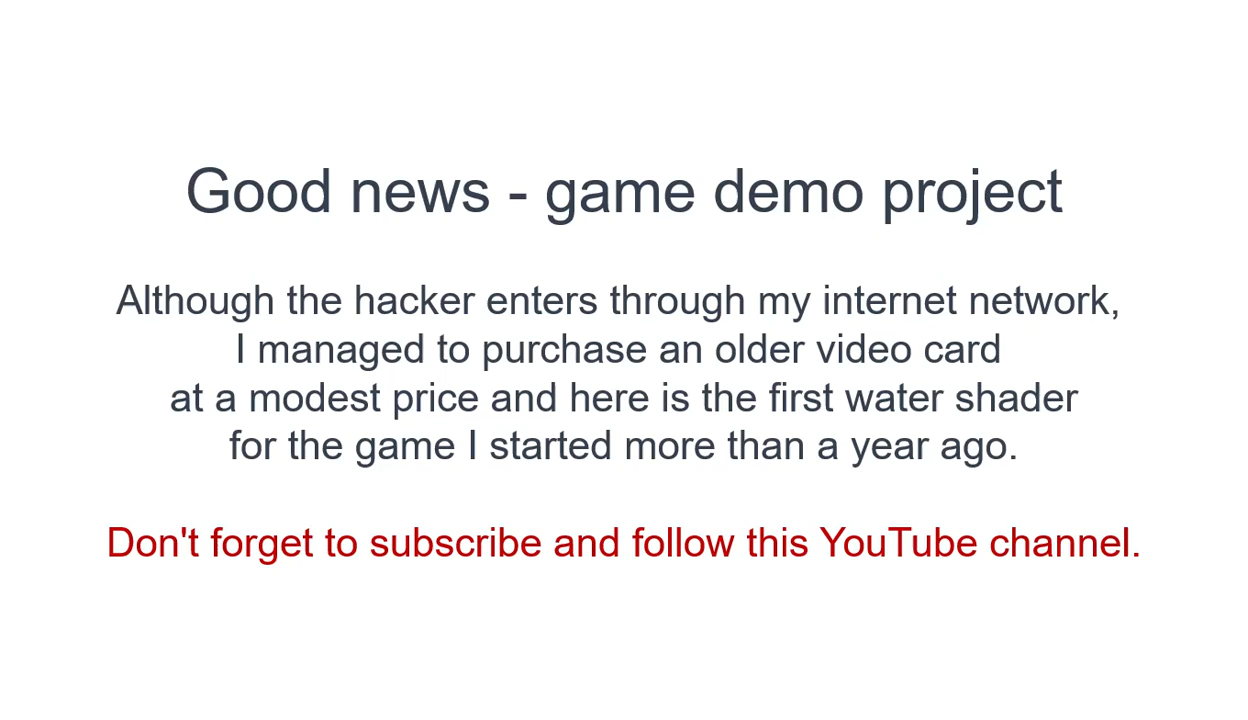 Good news - game demo project
Although the hacker enters through my internet network,
I managed to purchase an older video card
at a modest price and here is the first water shader
for the game I started more than a year ago.
Don't forget to subscribe and follow this YouTube channel.